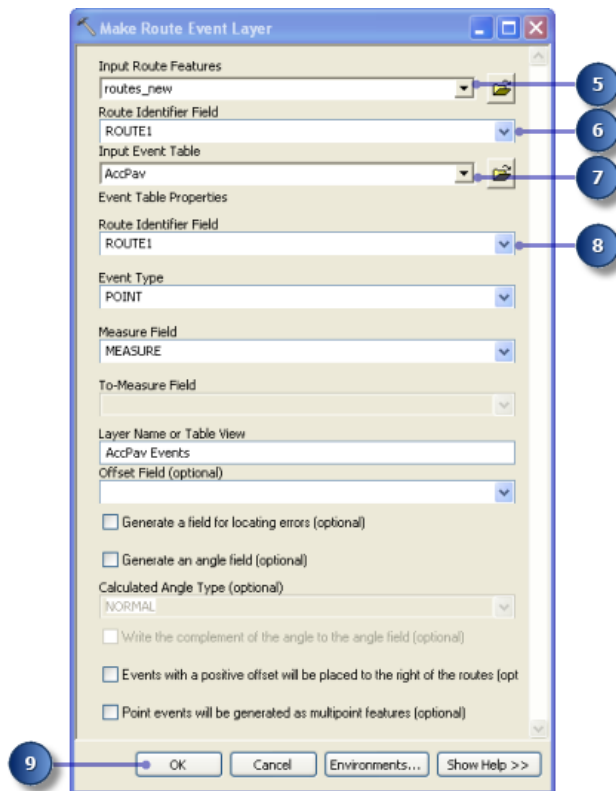 Make Route Event Layer
Input Route Features
routes_new
5
Route Identifier Field
ROUTE1
6
Input Event Table
AccPav
7
Event Table Properties
Route Identifier Field
ROUTE1
8
Event Type
POINT
Measure Field
MEASURE
To-Measure Field
Layer Name or Table View
AccPav Events
Offset Field (optional)
Generate a field for locating errors (optional)
Generate an angle field (optional)
Calculated Angle Type (optional)
NORMAL
Write the complement of the angle to the angle field (optional)
Events with a positive offset will be placed to the right of the routes (opt
Point events will be generated as multipoint features (optional)
9
OK Cancel Environments... Show Help >>